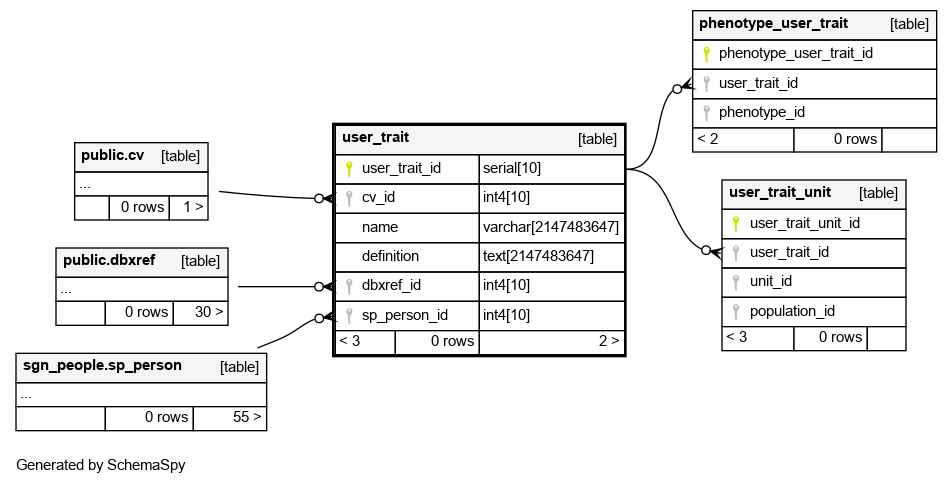 public.cv [table]
...
0 rows 1 >
public.dbxref [table]
...
0 rows 30 >
sgn_people.sp_person [table]
...
0 rows 55 >
user_trait [table]
user_trait_id serial[10]
cv_id int4[10]
name varchar[2147483647]
definition text[2147483647]
dbxref_id int4[10]
sp_person_id int4[10]
< 3 0 rows 2 >
phenotype_user_trait [table]
phenotype_user_trait_id
user_trait_id
phenotype_id
< 2 0 rows
user_trait_unit [table]
user_trait_unit_id
user_trait_id
unit_id
population_id
< 3 0 rows
Generated by SchemaSpy